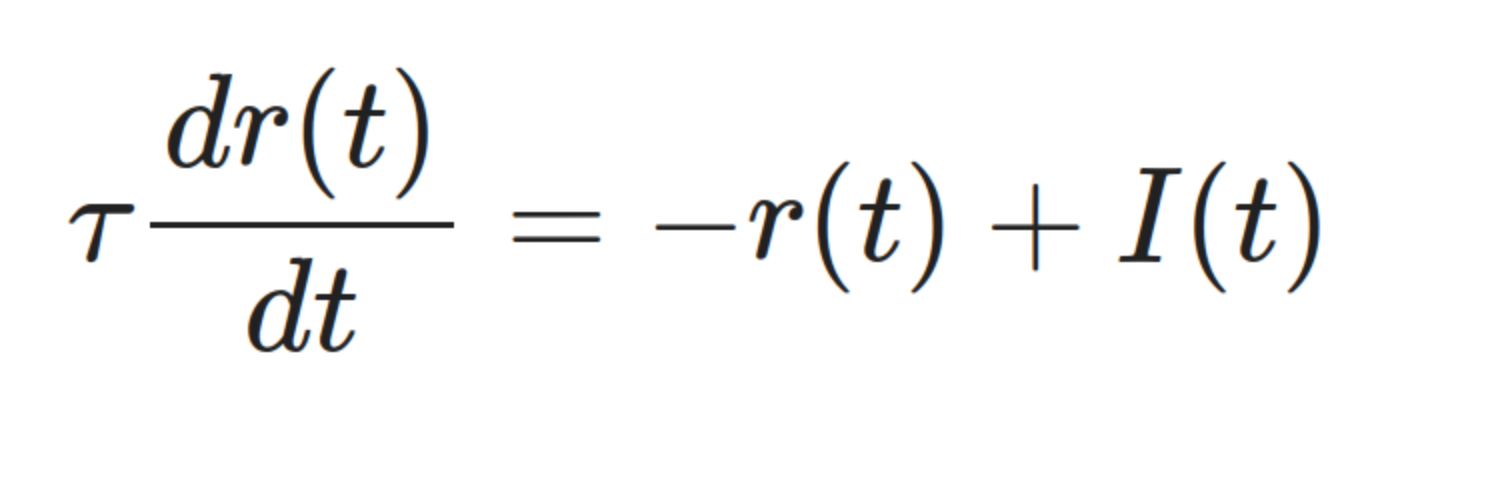 τ dr(t)/dt = −r(t) + I(t)